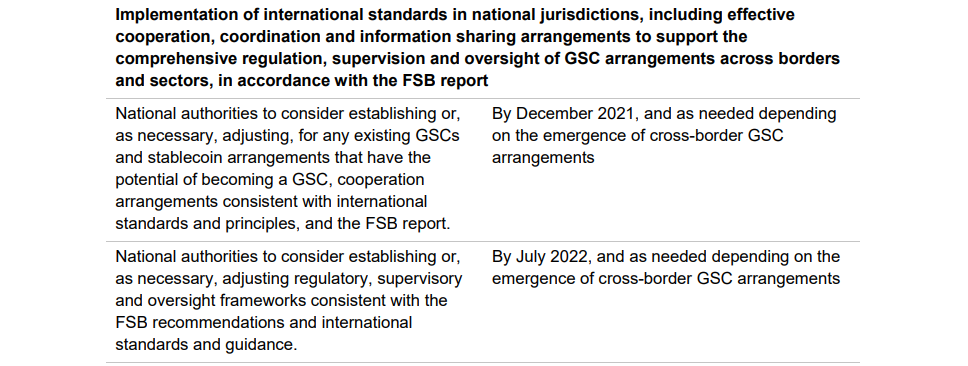 Implementation of international standards in national jurisdictions, including effective
cooperation, coordination and information sharing arrangements to support the
comprehensive regulation, supervision and oversight of GSC arrangements across borders
and sectors, in accordance with the FSB report
National authorities to consider establishing or,
as necessary, adjusting, for any existing GSCs
and stablecoin arrangements that have the
potential of becoming a GSC, cooperation
arrangements consistent with international
standards and principles, and the FSB report.
By December 2021, and as needed depending
on the emergence of cross-border GSC
arrangements
National authorities to consider establishing or,
as necessary, adjusting regulatory, supervisory
and oversight frameworks consistent with the
FSB recommendations and international
standards and guidance.
By July 2022, and as needed depending on the
emergence of cross-border GSC arrangements